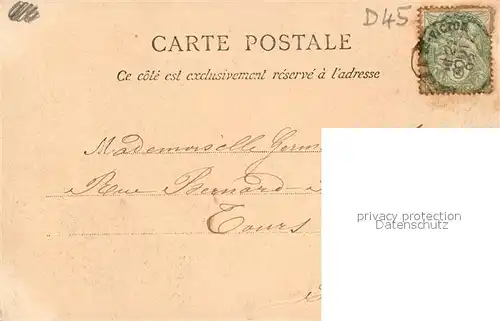 D45
CARTE POSTALE
Ce côté est exclusivement réservé à l'adresse
Mademoiselle Germ
Rue Bernard
Tours
privacy protection
Datenschutz